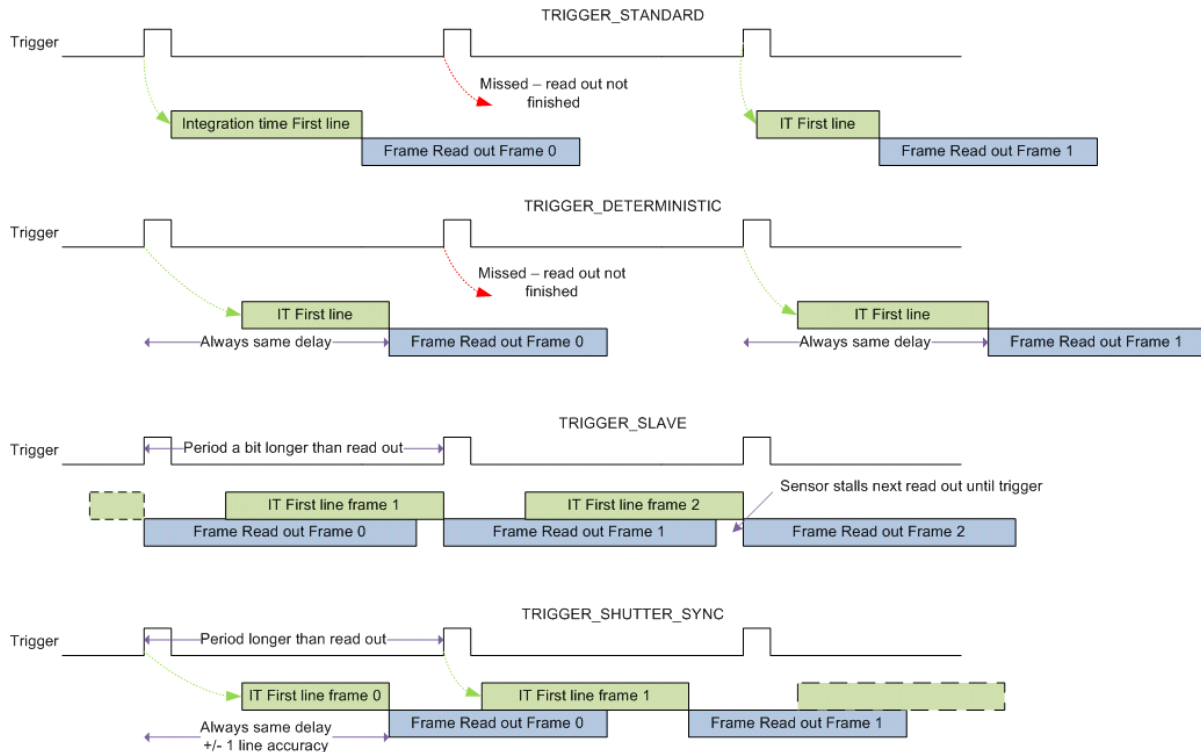 TRIGGER_STANDARD
Trigger
Missed – read out not
finished
Integration time First line
IT First line
Frame Read out Frame 0
Frame Read out Frame 1
TRIGGER_DETERMINISTIC
Trigger
Missed – read out not
finished
IT First line
IT First line
Always same delay
Frame Read out Frame 0
Always same delay
Frame Read out Frame 1
TRIGGER_SLAVE
Trigger
Period a bit longer than read out
Sensor stalls next read out until trigger
IT First line frame 1
IT First line frame 2
Frame Read out Frame 0
Frame Read out Frame 1
Frame Read out Frame 2
TRIGGER_SHUTTER_SYNC
Trigger
Period longer than read out
IT First line frame 0
IT First line frame 1
Always same delay
+/- 1 line accuracy
Frame Read out Frame 0
Frame Read out Frame 1